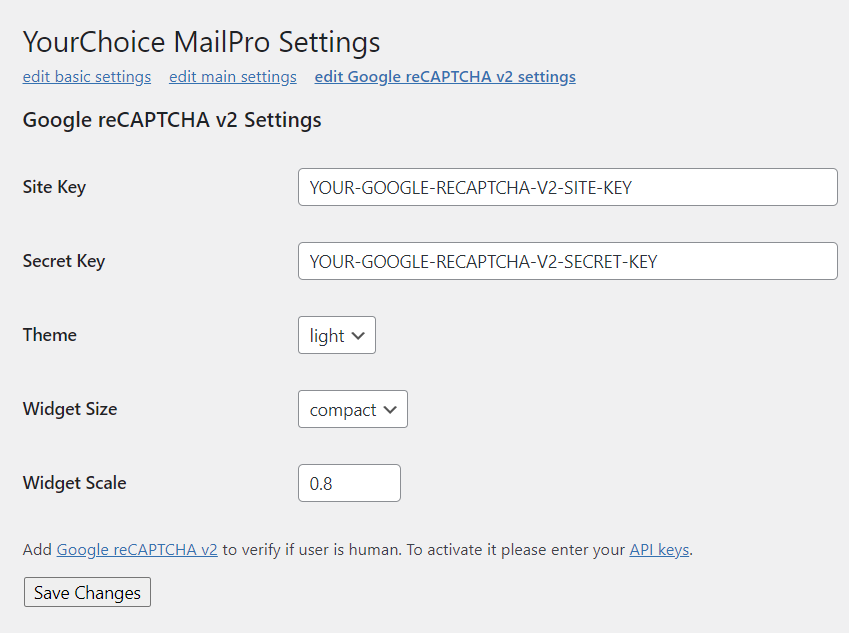 YourChoice MailPro Settings
edit basic settings edit main settings edit Google reCAPTCHA v2 settings
Google reCAPTCHA v2 Settings
Site Key YOUR-GOOGLE-RECAPTCHA-V2-SITE-KEY
Secret Key YOUR-GOOGLE-RECAPTCHA-V2-SECRET-KEY
Theme light
Widget Size compact
Widget Scale 0.8
Add Google reCAPTCHA v2 to verify if user is human. To activate it please enter your API keys.
Save Changes